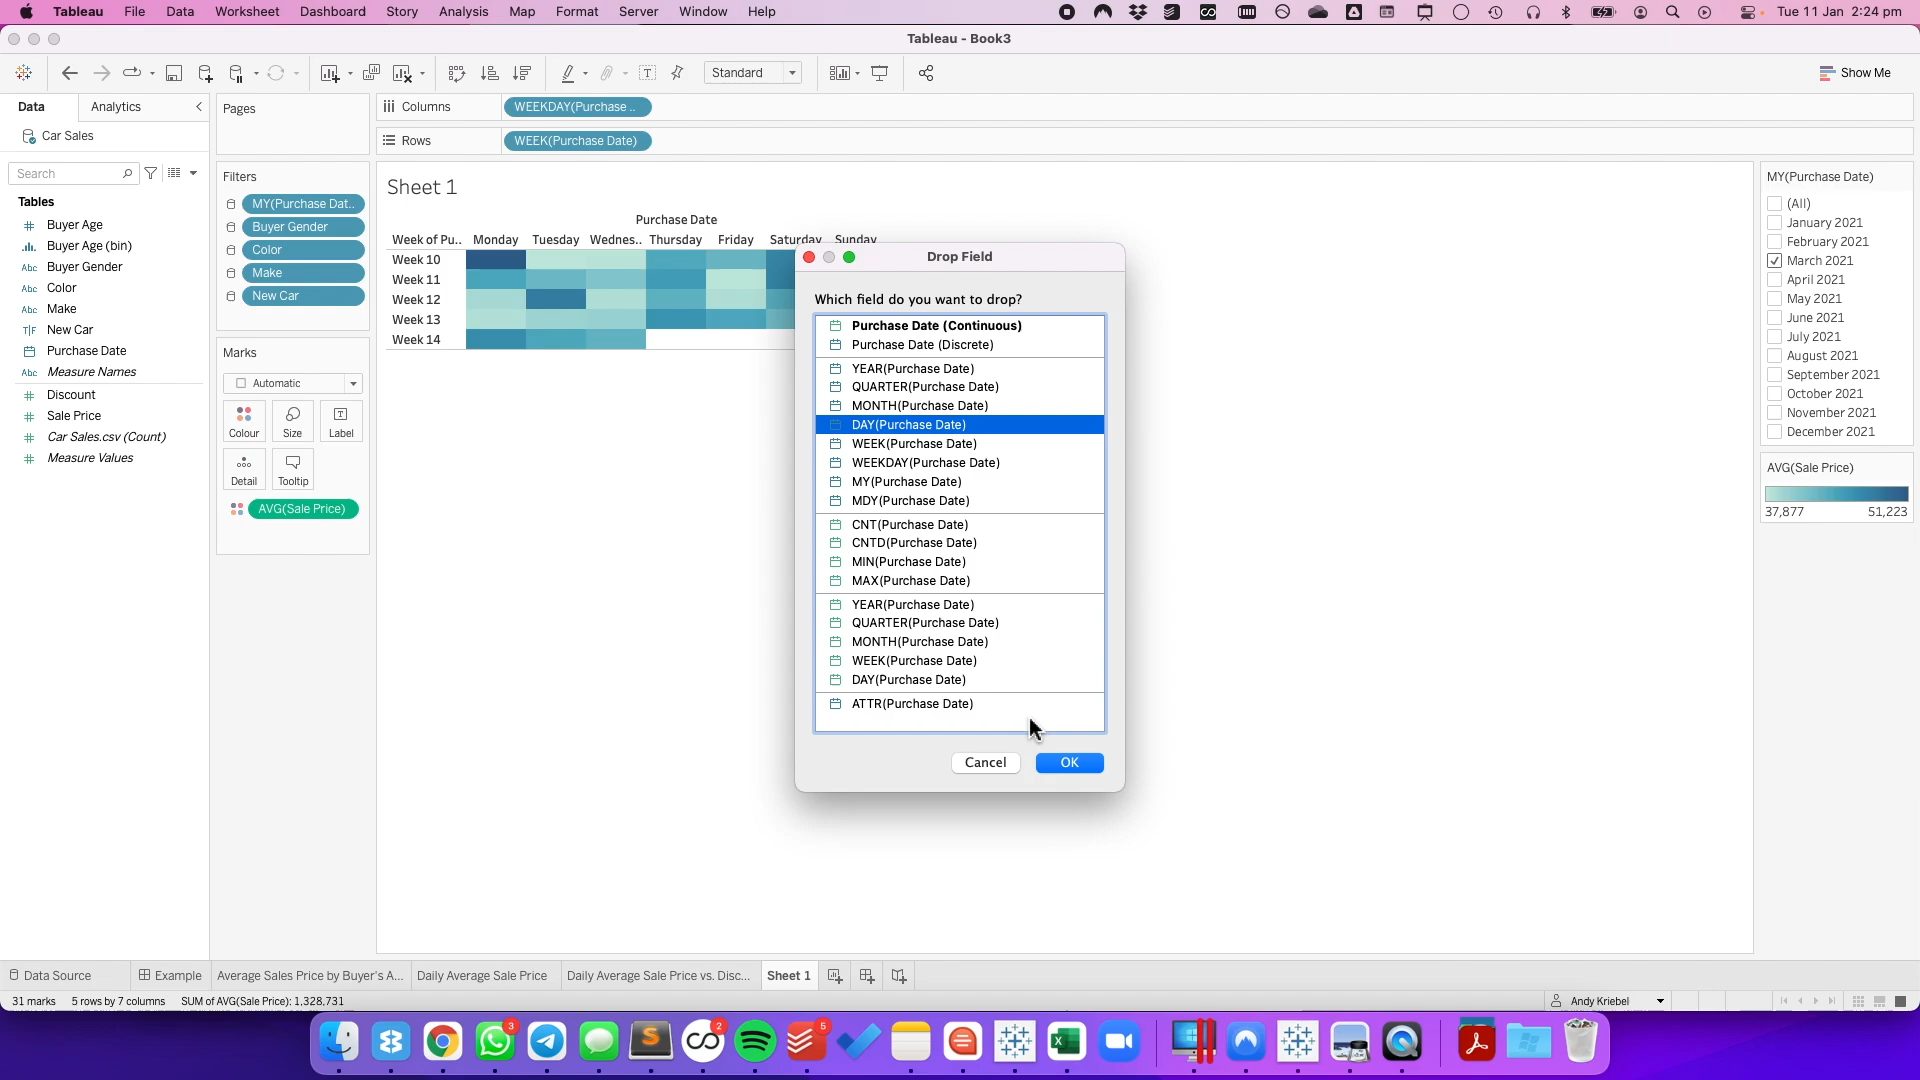 Tableau File Data Worksheet Dashboard Story Analysis Map Format Server Window Help Tue 11 Jan 2:24 pm
Tableau - Book3
Standard Show Me
Data Analytics
Car Sales
Search
Tables
Buyer Age
Buyer Age (bin)
Abc Buyer Gender
Abc Color
Abc Make
T|F New Car
Purchase Date
Abc Measure Names
Discount
Sale Price
Car Sales.csv (Count)
Measure Values
Pages
Filters
MY(Purchase Dat..
Buyer Gender
Color
Make
New Car
Marks
Automatic
Colour Size Label
Detail Tooltip
AVG(Sale Price)
Columns WEEKDAY(Purchase ..
Rows WEEK(Purchase Date)
Sheet 1
Purchase Date
Week of Pu.. Monday Tuesday Wednes.. Thursday Friday Saturday Sunday
Week 10
Week 11
Week 12
Week 13
Week 14
Drop Field
Which field do you want to drop?
Purchase Date (Continuous)
Purchase Date (Discrete)
YEAR(Purchase Date)
QUARTER(Purchase Date)
MONTH(Purchase Date)
DAY(Purchase Date)
WEEK(Purchase Date)
WEEKDAY(Purchase Date)
MY(Purchase Date)
MDY(Purchase Date)
CNT(Purchase Date)
CNTD(Purchase Date)
MIN(Purchase Date)
MAX(Purchase Date)
YEAR(Purchase Date)
QUARTER(Purchase Date)
MONTH(Purchase Date)
WEEK(Purchase Date)
DAY(Purchase Date)
ATTR(Purchase Date)
Cancel OK
MY(Purchase Date)
(All)
January 2021
February 2021
March 2021
April 2021
May 2021
June 2021
July 2021
August 2021
September 2021
October 2021
November 2021
December 2021
AVG(Sale Price)
37,877 51,223
Data Source Example Average Sales Price by Buyer's A... Daily Average Sale Price Daily Average Sale Price vs. Disc... Sheet 1
31 marks 5 rows by 7 columns SUM of AVG(Sale Price): 1,328,731 Andy Kriebel
3 2 5